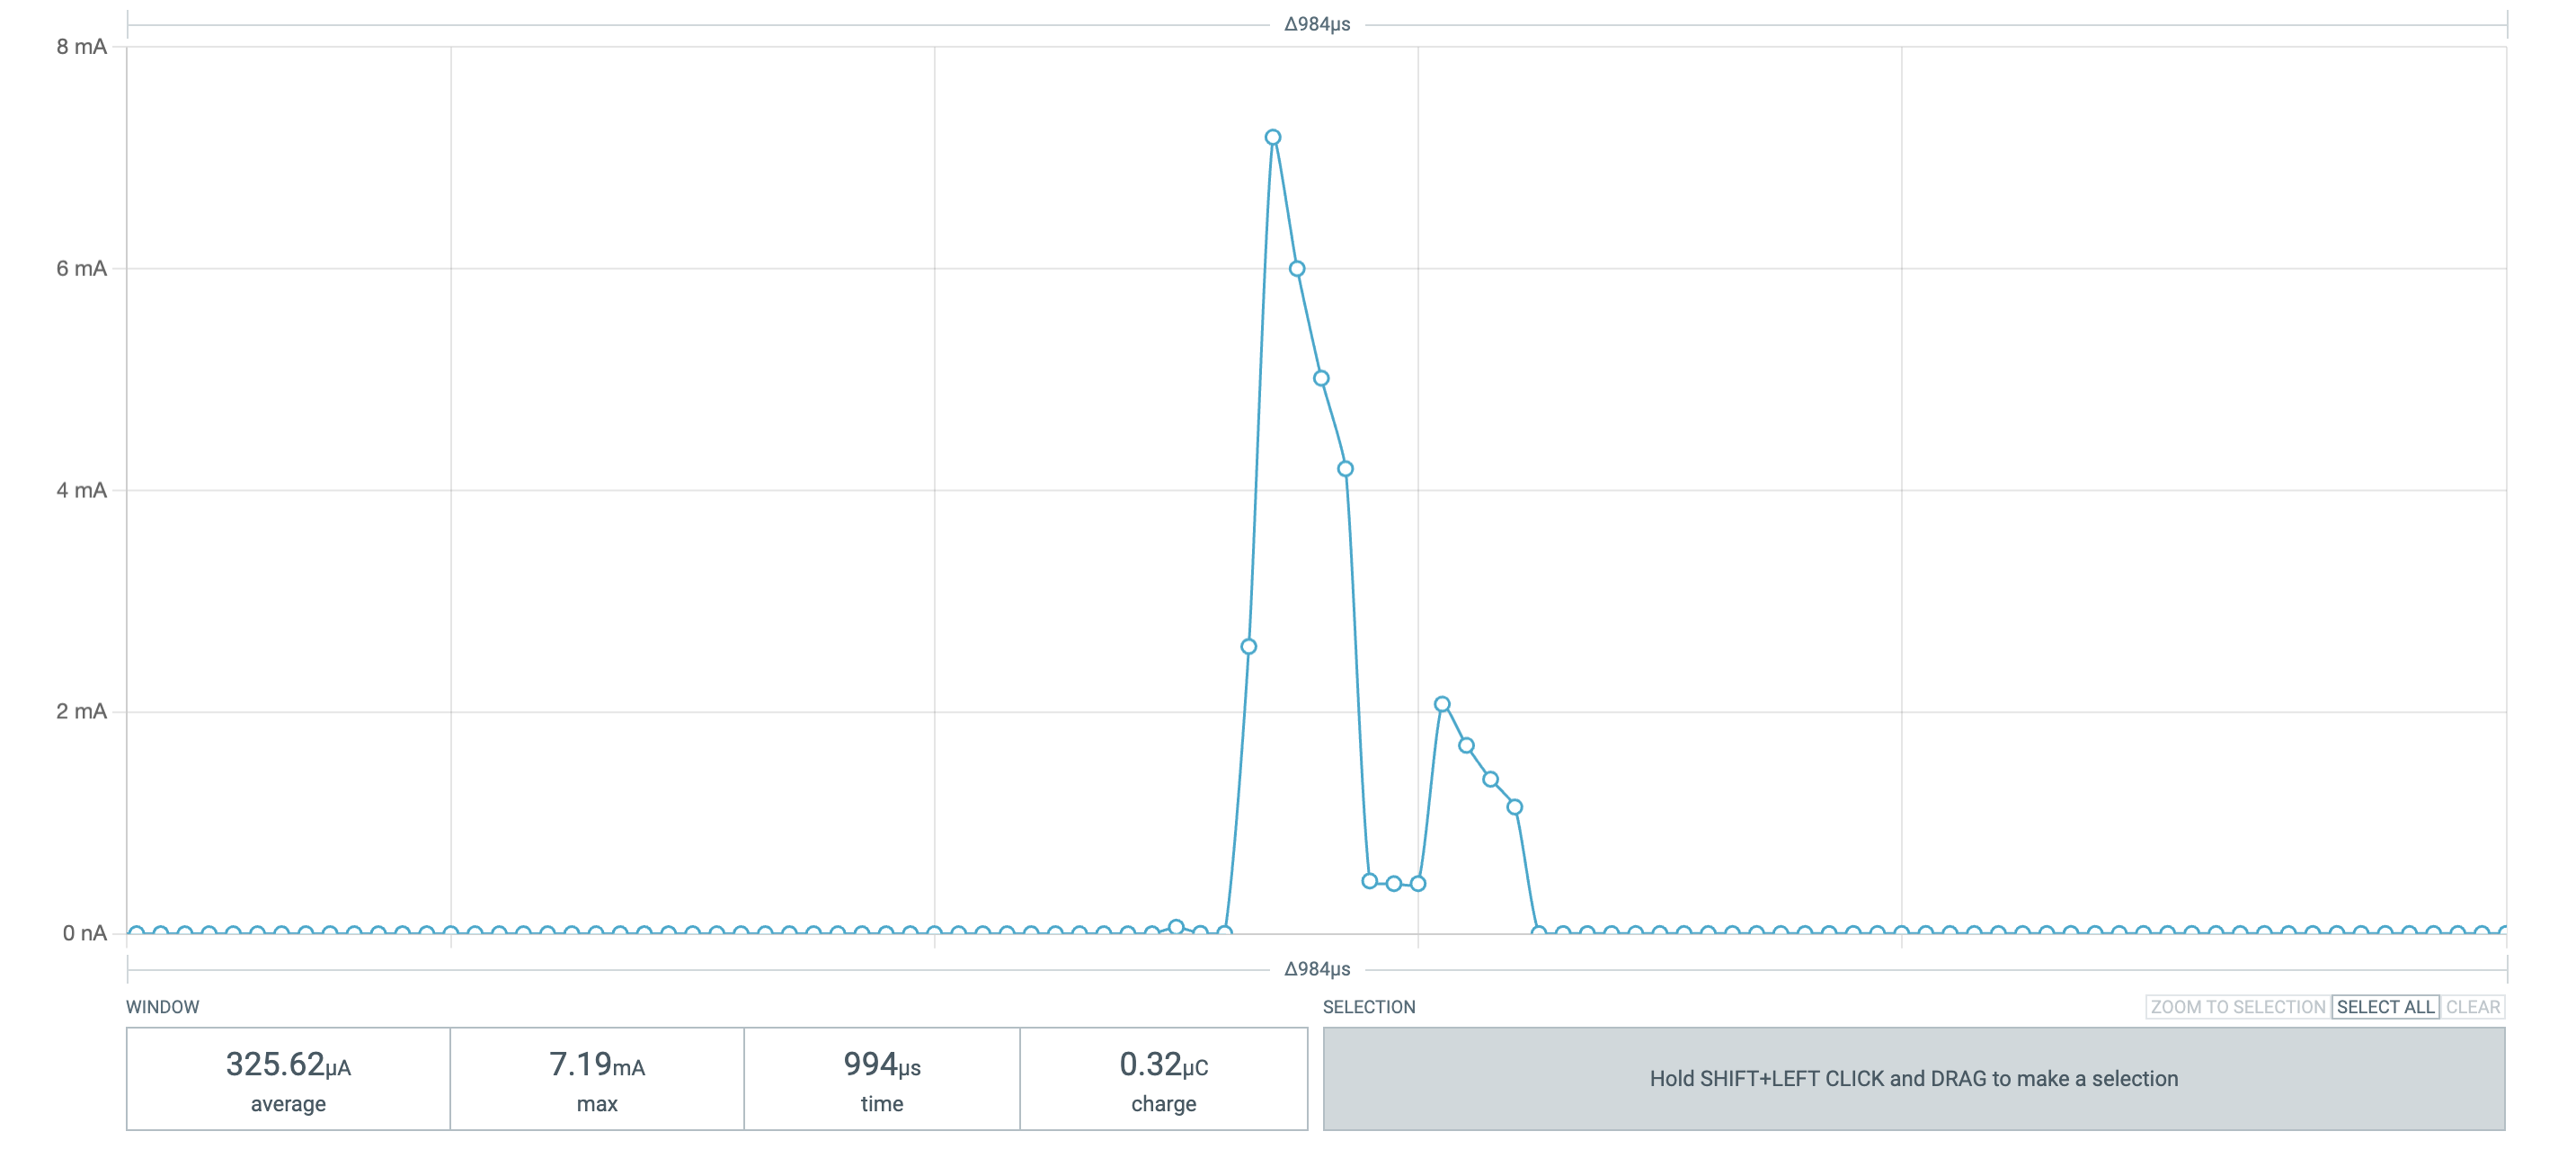 Δ984µs
8 mA
6 mA
4 mA
2 mA
0 nA
Δ984µs
WINDOW
325.62µA
average
7.19mA
max
994µs
time
0.32µC
charge
SELECTION
ZOOM TO SELECTION
SELECT ALL
CLEAR
Hold SHIFT+LEFT CLICK and DRAG to make a selection